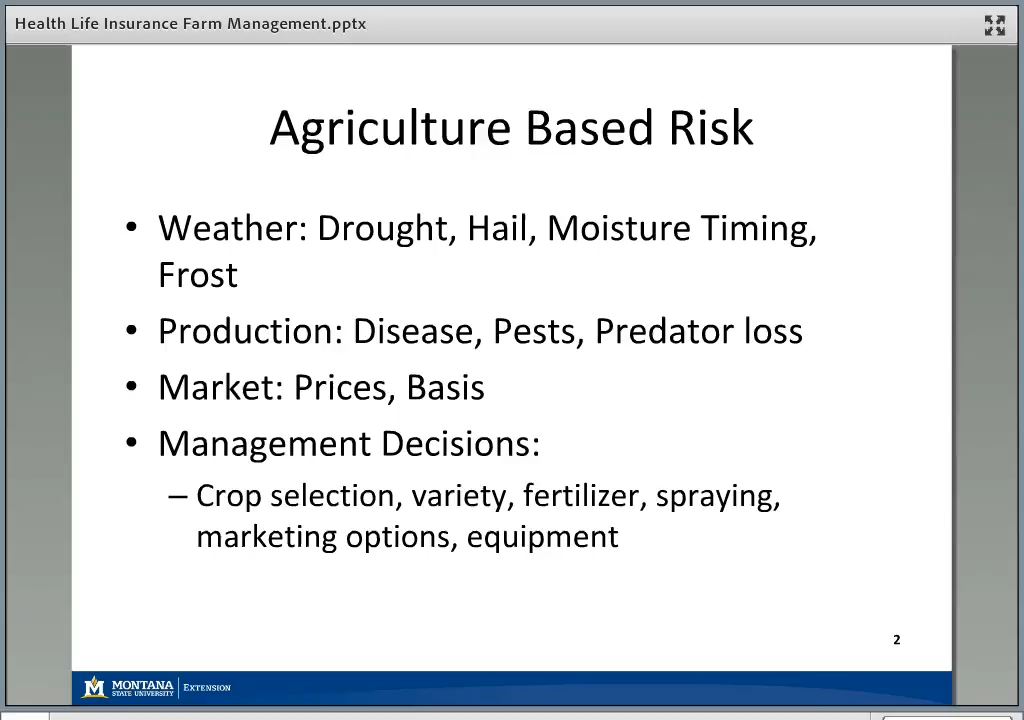 Health Life Insurance Farm Management.pptx
Agriculture Based Risk
• Weather: Drought, Hail, Moisture Timing,
Frost
• Production: Disease, Pests, Predator loss
• Market: Prices, Basis
• Management Decisions:
– Crop selection, variety, fertilizer, spraying,
marketing options, equipment
2
MONTANA
STATE UNIVERSITY
EXTENSION